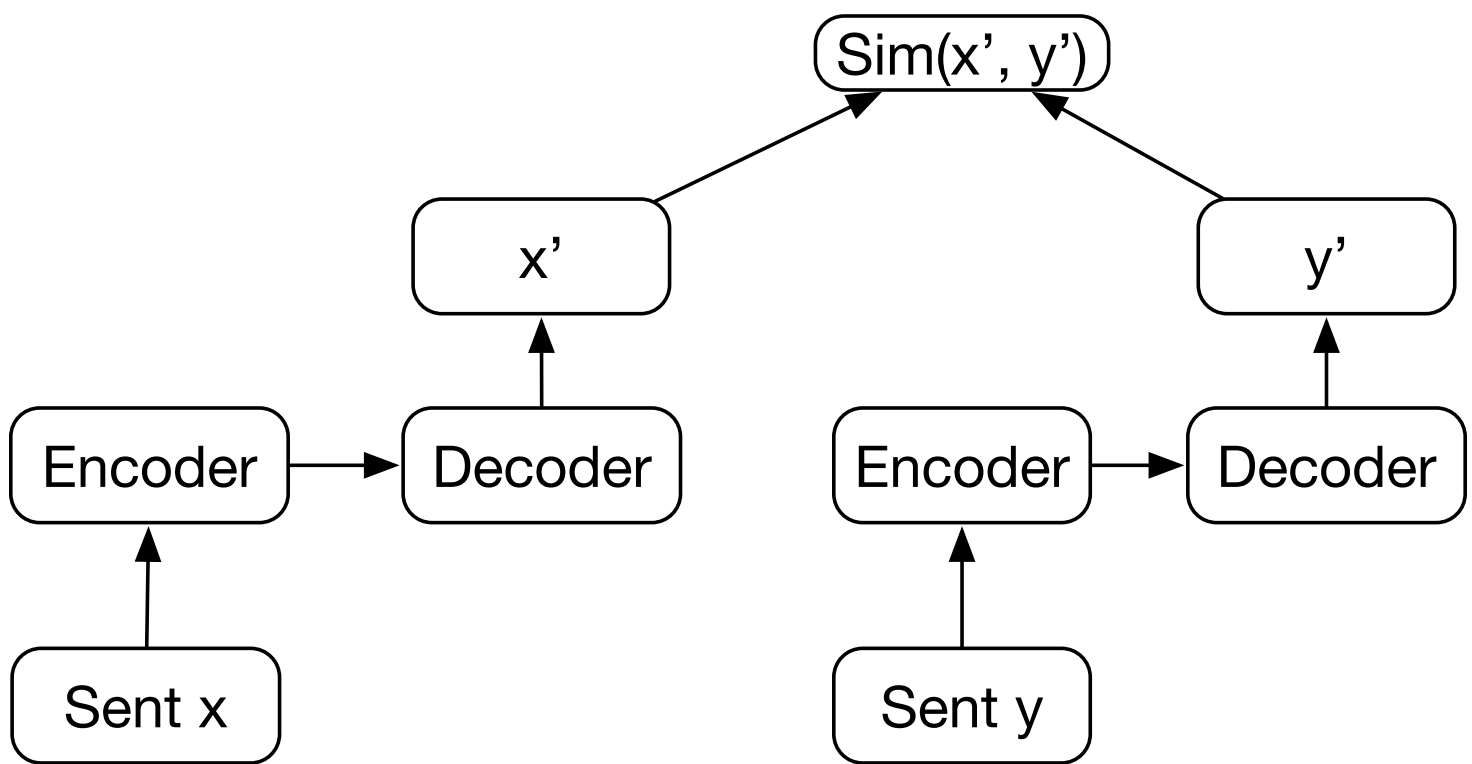 Sim(x’, y’)
x’
y’
Encoder
Decoder
Encoder
Decoder
Sent x
Sent y